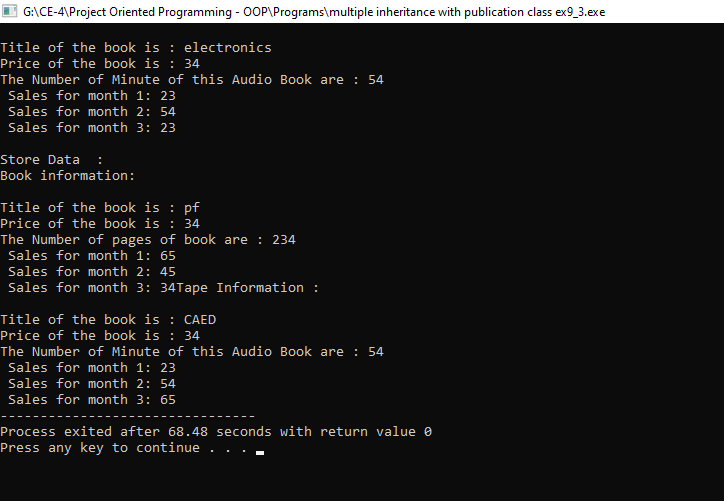 G:\CE-4\Project Oriented Programming - OOP\Programs\multiple inheritance with publication class ex9_3.exe
Title of the book is : electronics
Price of the book is : 34
The Number of Minute of this Audio Book are : 54
Sales for month 1: 23
Sales for month 2: 54
Sales for month 3: 23
Store Data  :
Book information:
Title of the book is : pf
Price of the book is : 34
The Number of pages of book are : 234
Sales for month 1: 65
Sales for month 2: 45
Sales for month 3: 34Tape Information :
Title of the book is : CAED
Price of the book is : 34
The Number of Minute of this Audio Book are : 54
Sales for month 1: 23
Sales for month 2: 54
Sales for month 3: 65
--------------------------------
Process exited after 68.48 seconds with return value 0
Press any key to continue . . .